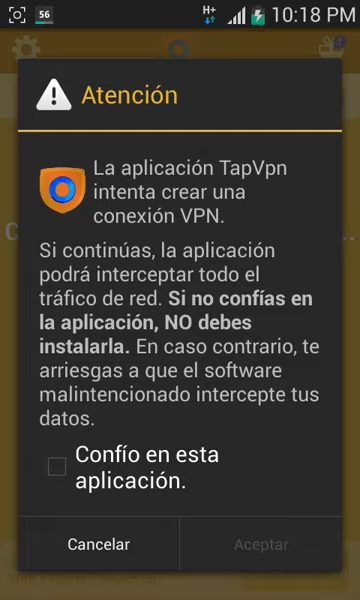 56 H+ 10:18 PM
Atención
La aplicación TapVpn
intenta crear una
conexión VPN.
Si continúas, la aplicación
podrá interceptar todo el
tráfico de red. Si no confías en
la aplicación, NO debes
instalarla. En caso contrario, te
arriesgas a que el software
malintencionado intercepte tus
datos.
Confío en esta
aplicación.
Cancelar Aceptar